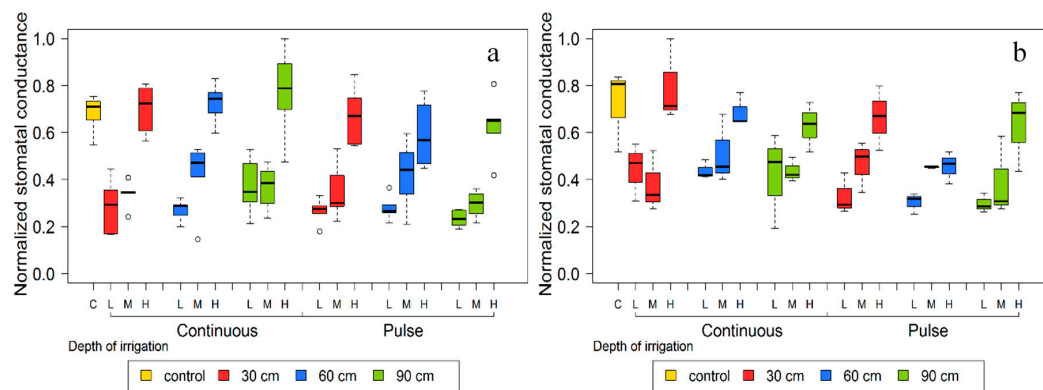 a
Normalized stomatal conductance
1.0
0.8
0.6
0.4
0.2
0.0
C L M H L M H L M H L M H L M H L M H
Continuous Pulse
Depth of irrigation
control 30 cm 60 cm 90 cm
b
Normalized stomatal conductance
1.0
0.8
0.6
0.4
0.2
0.0
C L M H L M H L M H L M H L M H L M H
Continuous Pulse
Depth of irrigation
control 30 cm 60 cm 90 cm